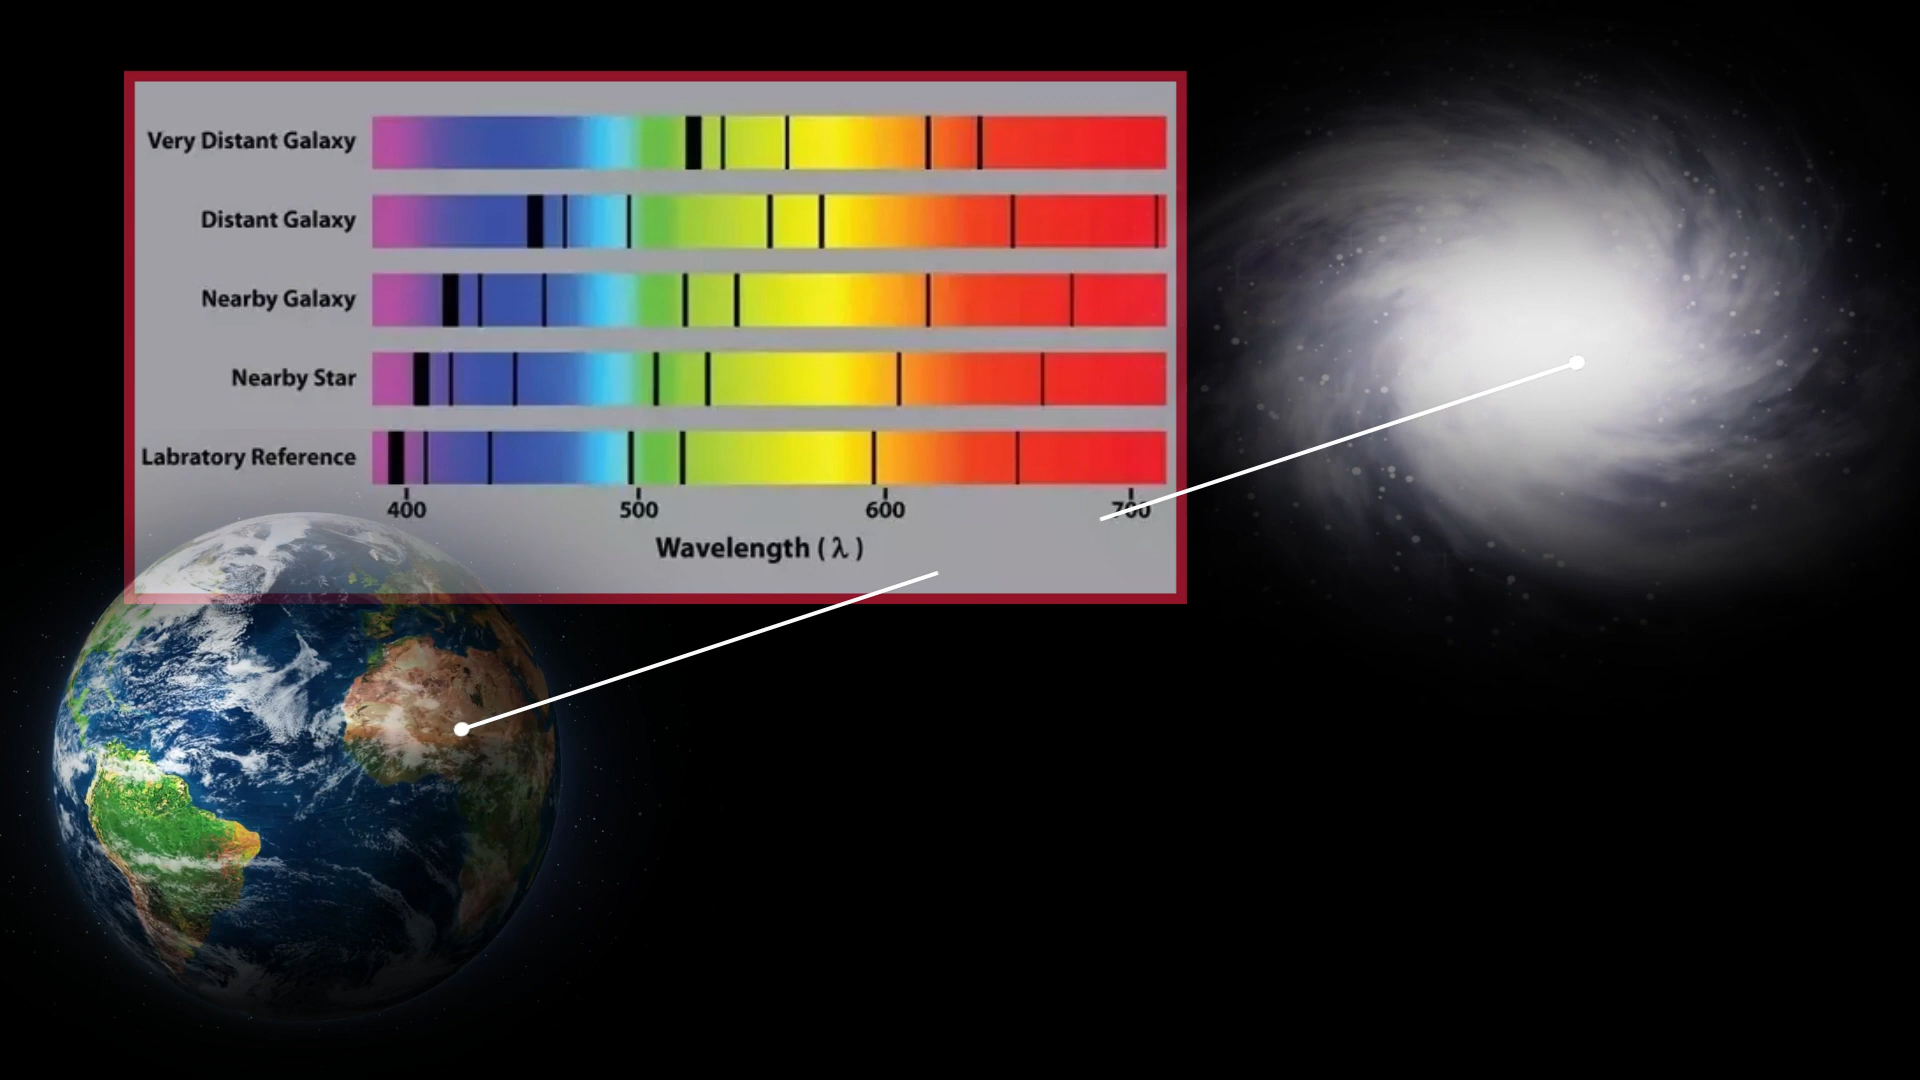 Very Distant Galaxy
Distant Galaxy
Nearby Galaxy
Nearby Star
Labratory Reference
400 500 600 700
Wavelength ( λ )